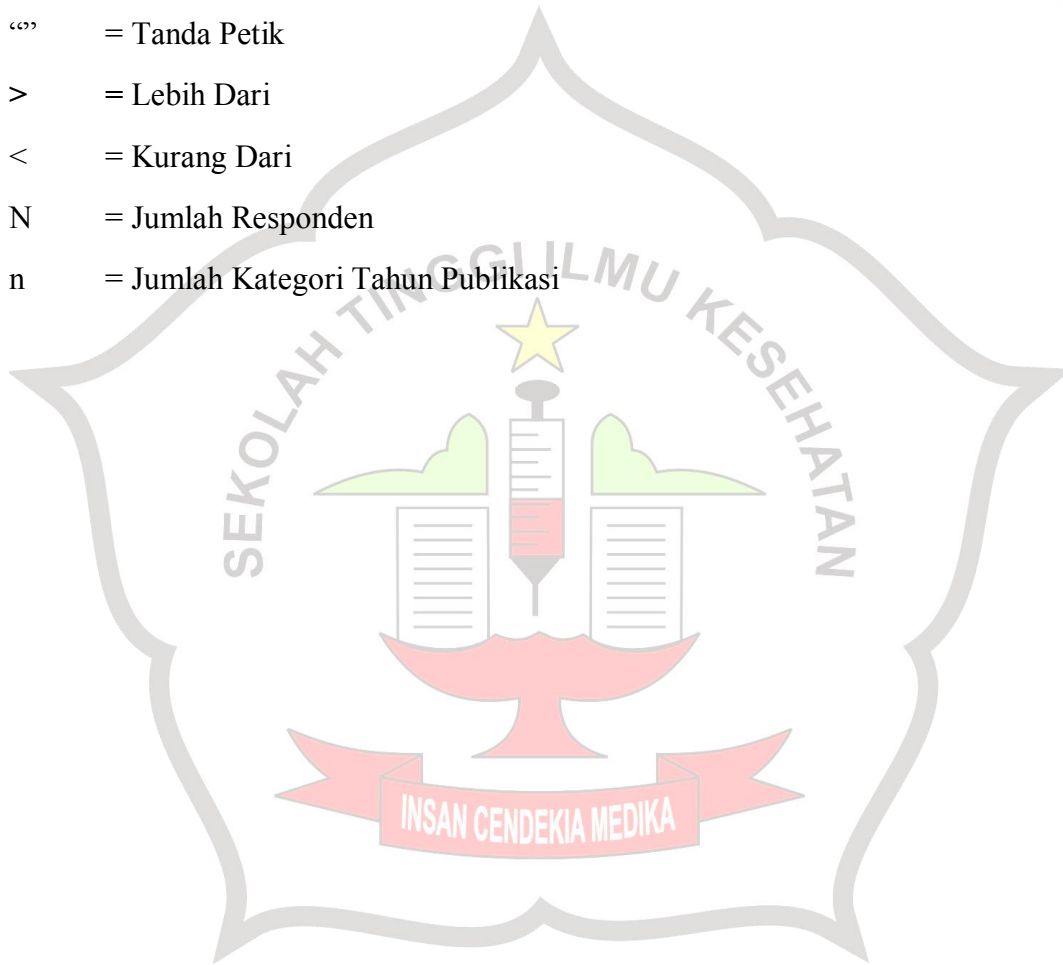 “” = Tanda Petik
> = Lebih Dari
< = Kurang Dari
N = Jumlah Responden
n = Jumlah Kategori Tahun Publikasi
SEKOLAH TINGGI ILMU KESEHATAN
INSAN CENDEKIA MEDIKA